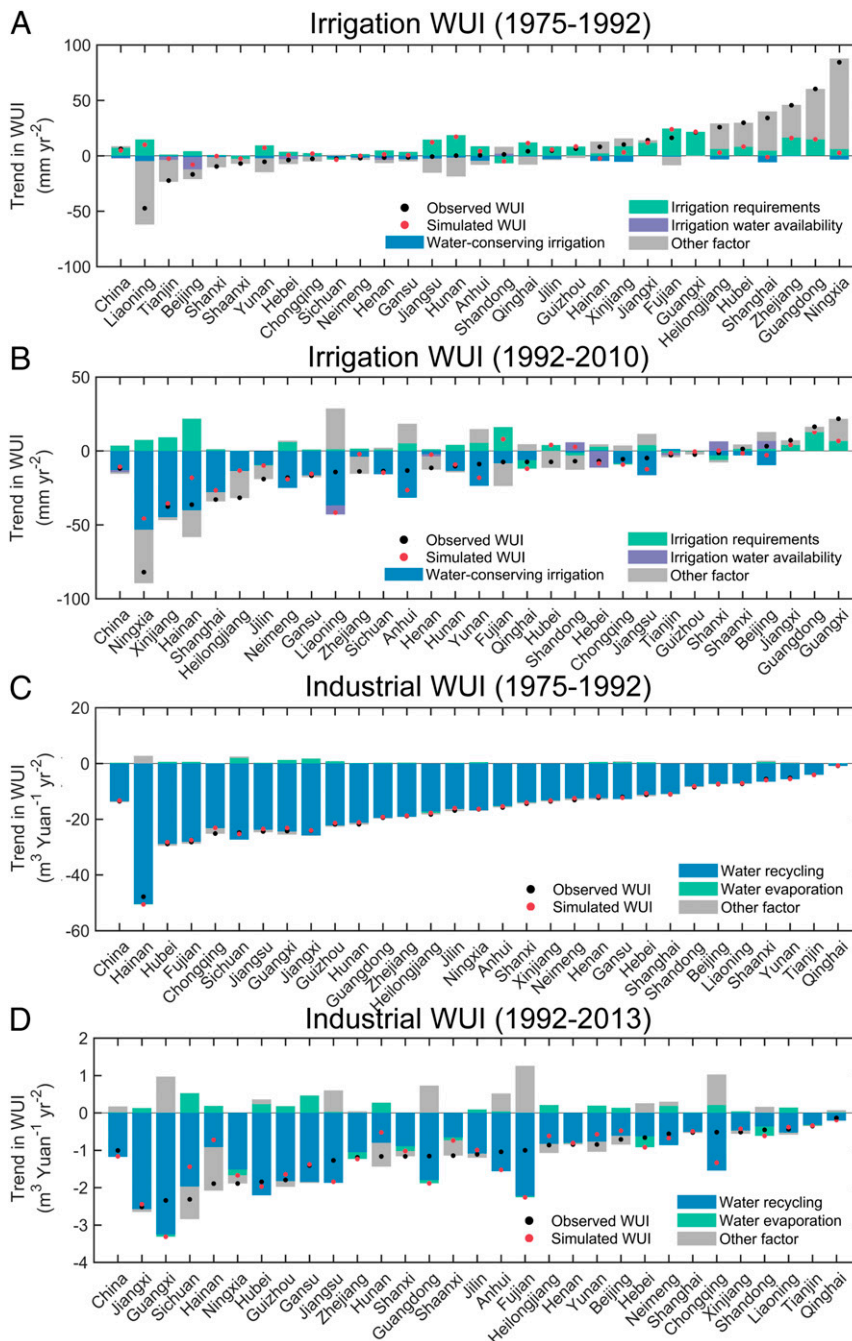 A
Irrigation WUI (1975-1992)
Trend in WUI
(mm yr-2)
100
50
0
-50
-100
Observed WUI
Simulated WUI
Water-conserving irrigation
Irrigation requirements
Irrigation water availability
Other factor
China
Liaoning
Tianjin
Beijing
Shanxi
Shaanxi
Yunan
Hebei
Chongqing
Sichuan
Neimeng
Henan
Gansu
Jiangsu
Hunan
Anhui
Shandong
Qinghai
Jilin
Guizhou
Hainan
Xinjiang
Jiangxi
Fujian
Guangxi
Heilongjiang
Hubei
Shanghai
Zhejiang
Guangdong
Ningxia
B
Irrigation WUI (1992-2010)
Trend in WUI
(mm yr-2)
50
0
-50
-100
Observed WUI
Simulated WUI
Water-conserving irrigation
Irrigation requirements
Irrigation water availability
Other factor
China
Ningxia
Xinjiang
Hainan
Shanghai
Heilongjiang
Jilin
Neimeng
Gansu
Liaoning
Zhejiang
Sichuan
Anhui
Henan
Hunan
Yunan
Fujian
Qinghai
Hubei
Shandong
Hebei
Chongqing
Jiangsu
Tianjin
Guizhou
Shanxi
Shaanxi
Beijing
Jiangxi
Guangdong
Guangxi
C
Industrial WUI (1975-1992)
Trend in WUI
(m3 Yuan-1 yr-2)
20
0
-20
-40
-60
Observed WUI
Simulated WUI
Water recycling
Water evaporation
Other factor
China
Hainan
Hubei
Fujian
Chongqing
Sichuan
Jiangsu
Guangxi
Jiangxi
Guizhou
Hunan
Guangdong
Zhejiang
Heilongjiang
Jilin
Ningxia
Anhui
Shanxi
Xinjiang
Neimeng
Henan
Gansu
Hebei
Shanghai
Shandong
Beijing
Liaoning
Shaanxi
Yunan
Tianjin
Qinghai
D
Industrial WUI (1992-2013)
Trend in WUI
(m3 Yuan-1 yr-2)
2
1
0
-1
-2
-3
-4
Observed WUI
Simulated WUI
Water recycling
Water evaporation
Other factor
China
Jiangxi
Guangxi
Sichuan
Hainan
Ningxia
Hubei
Guizhou
Gansu
Jiangsu
Zhejiang
Hunan
Shanxi
Guangdong
Shaanxi
Jilin
Anhui
Fujian
Heilongjiang
Henan
Yunan
Beijing
Hebei
Neimeng
Shanghai
Chongqing
Xinjiang
Shandong
Liaoning
Tianjin
Qinghai